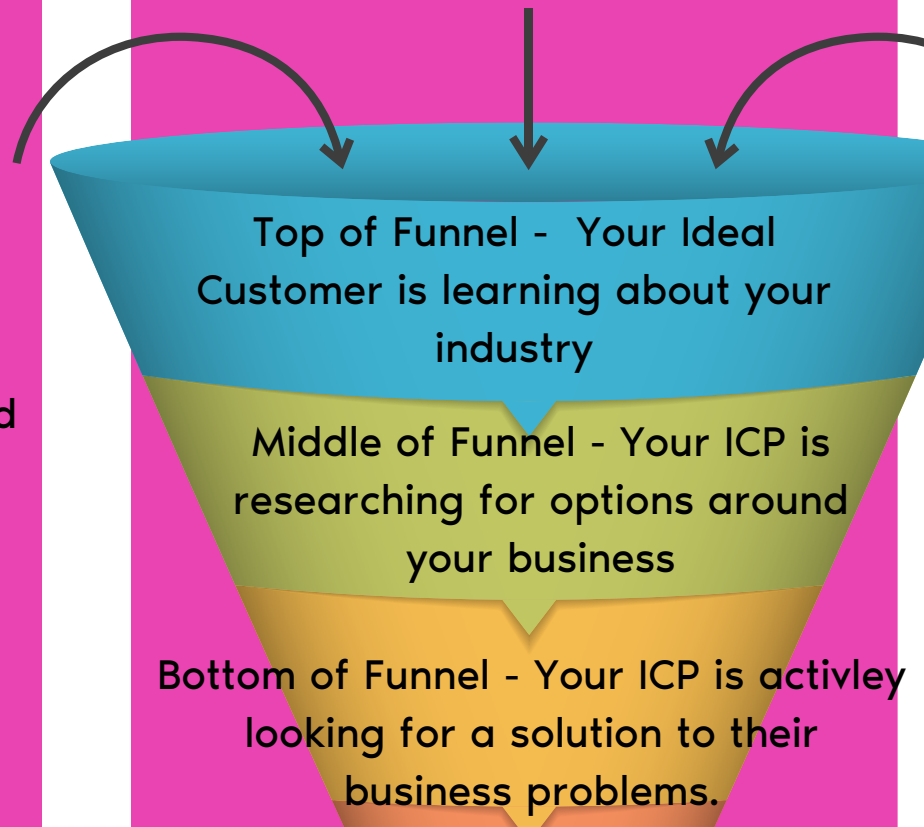 Top of Funnel -  Your Ideal
Customer is learning about your
industry
d
Middle of Funnel - Your ICP is
researching for options around
your business
Bottom of Funnel - Your ICP is activley
looking for a solution to their
business problems.